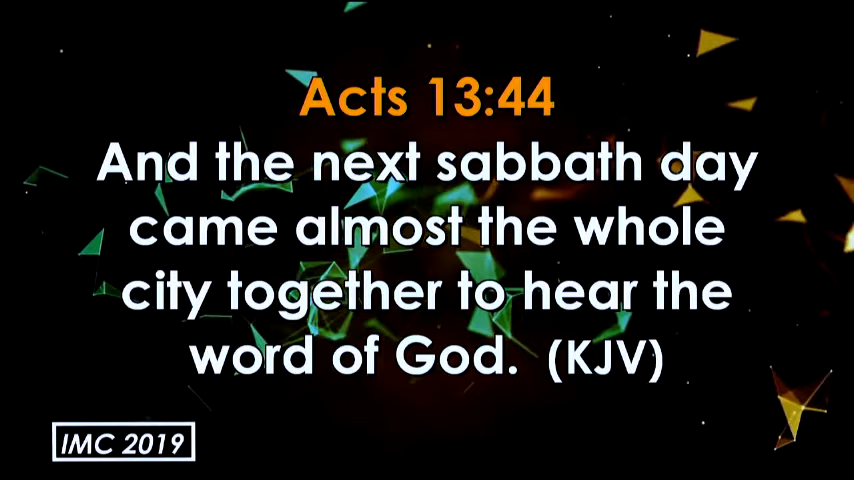 Acts 13:44
And the next sabbath day
came almost the whole
city together to hear the
word of God.  (KJV)
IMC 2019